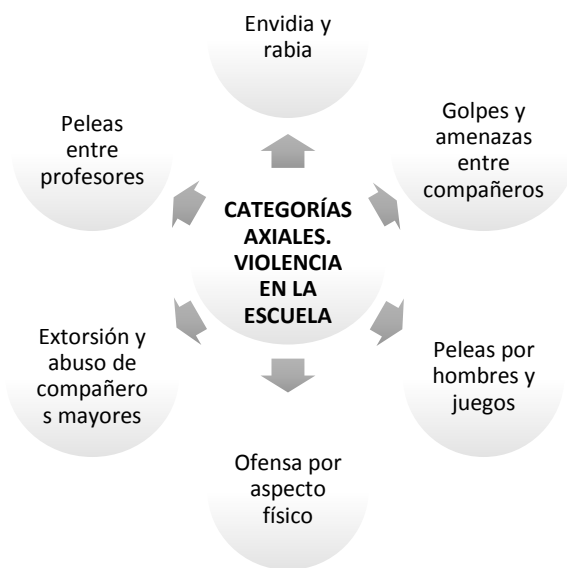 Envidia y
rabia
Golpes y
amenazas
entre
compañeros
Peleas por
hombres y
juegos
Ofensa por
aspecto
físico
Extorsión y
abuso de
compañero
s mayores
Peleas
entre
profesores
CATEGORÍAS
AXIALES.
VIOLENCIA
EN LA
ESCUELA